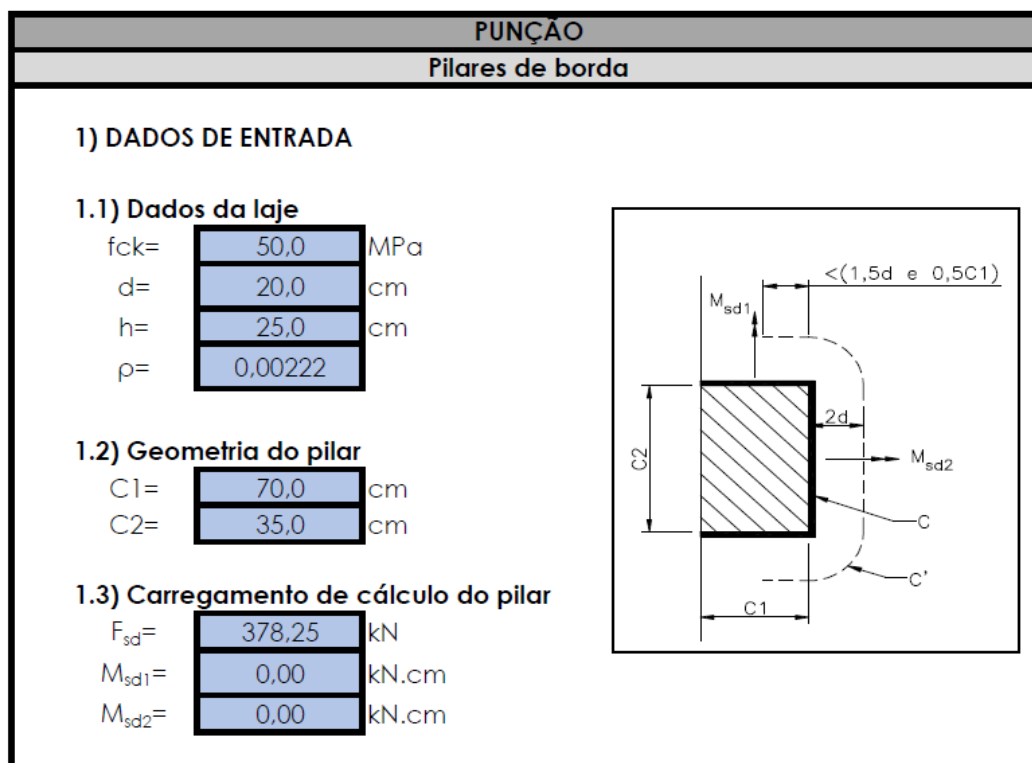 PUNÇÃO
Pilares de borda
1) DADOS DE ENTRADA
1.1) Dados da laje
fck= 50,0 MPa
d= 20,0 cm
h= 25,0 cm
ρ= 0,00222
1.2) Geometria do pilar
C1= 70,0 cm
C2= 35,0 cm
1.3) Carregamento de cálculo do pilar
Fsd= 378,25 kN
Msd1= 0,00 kN.cm
Msd2= 0,00 kN.cm
<(1,5d e 0,5C1)
Msd1
2d
C2
Msd2
C
C'
C1